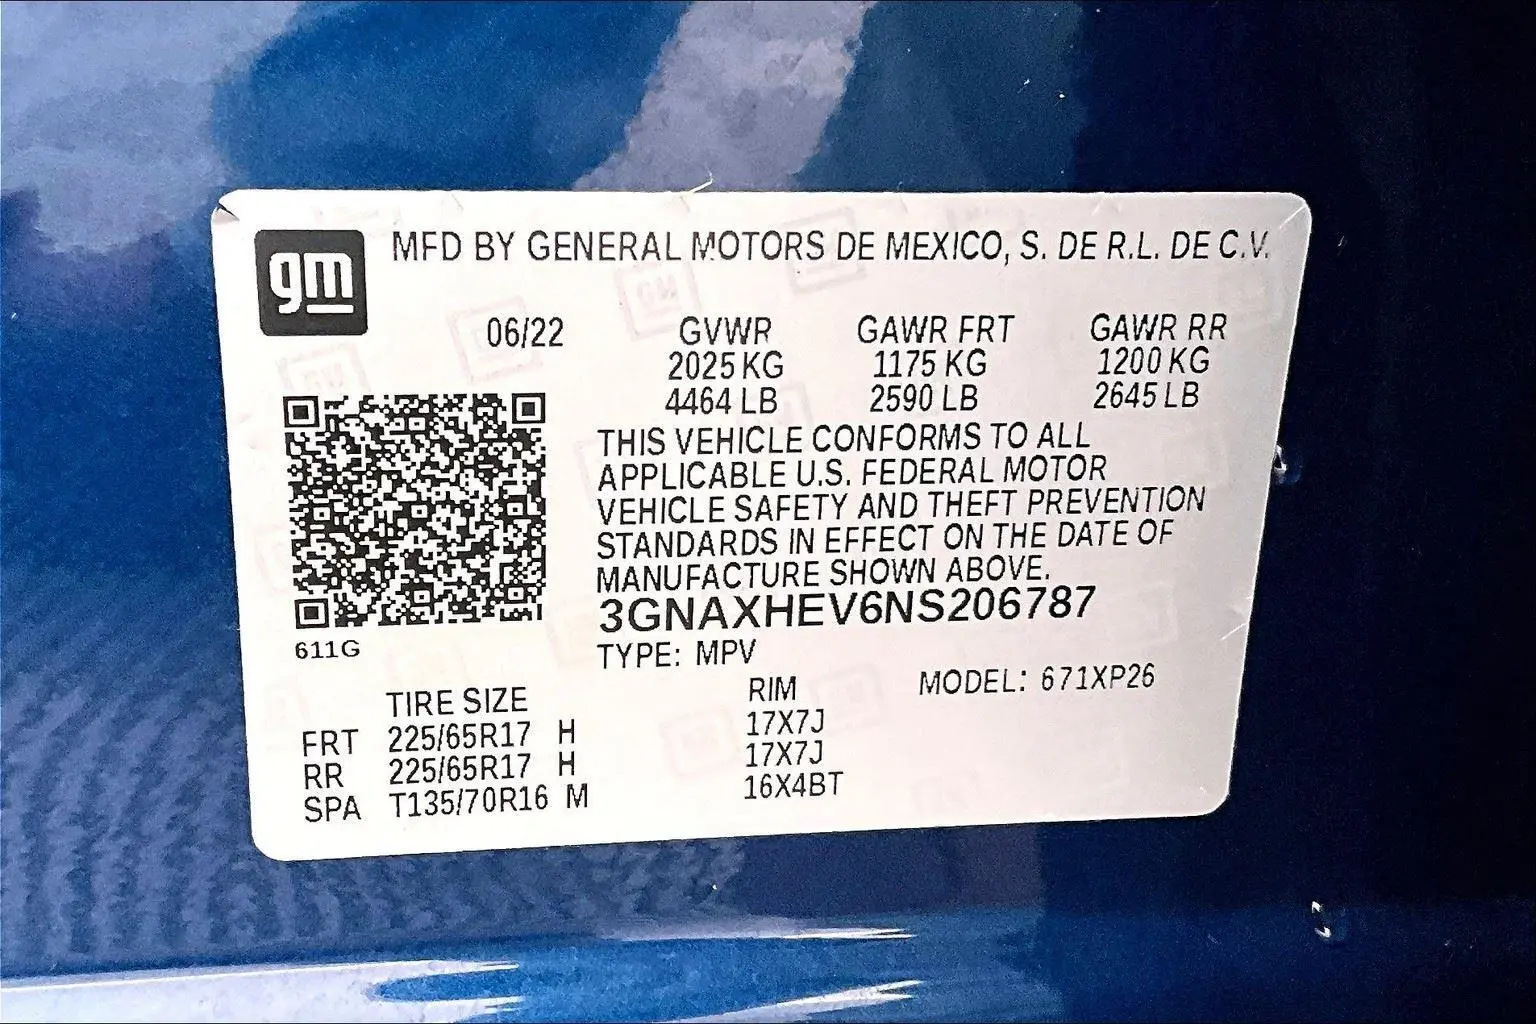 gm
MFD BY GENERAL MOTORS DE MEXICO, S. DE R.L. DE C.V.
06/22 GVWR GAWR FRT GAWR RR
2025 KG 1175 KG 1200 KG
4464 LB 2590 LB 2645 LB
THIS VEHICLE CONFORMS TO ALL
APPLICABLE U.S. FEDERAL MOTOR
VEHICLE SAFETY AND THEFT PREVENTION
STANDARDS IN EFFECT ON THE DATE OF
MANUFACTURE SHOWN ABOVE.
3GNAXHEV6NS206787
611G
TYPE: MPV
MODEL: 671XP26
TIRE SIZE RIM
FRT 225/65R17 H 17X7J
RR 225/65R17 H 17X7J
SPA T135/70R16 M 16X4BT